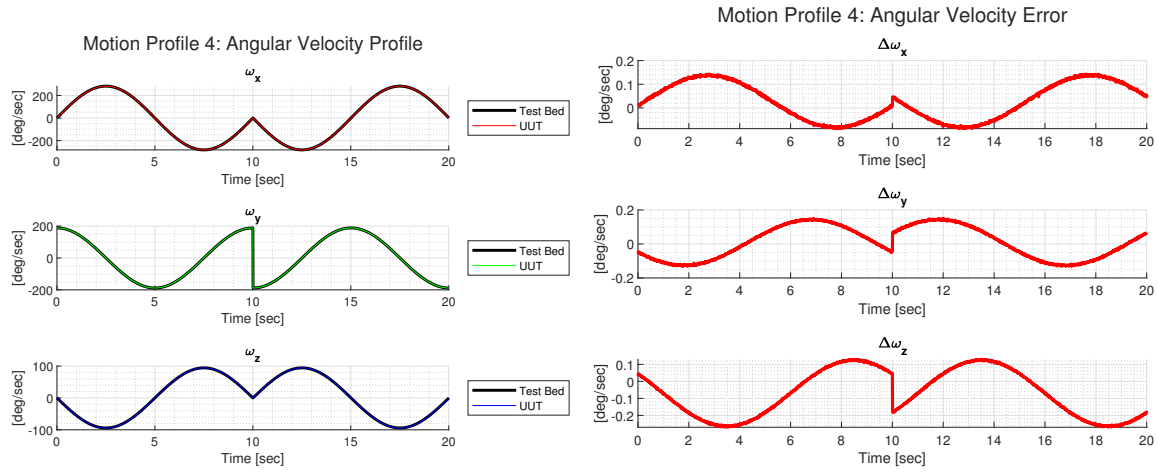 Motion Profile 4: Angular Velocity Profile
ω_x
[deg/sec]
200
0
-200
0 5 10 15 20
Time [sec]
Test Bed
UUT
ω_y
[deg/sec]
200
0
-200
0 5 10 15 20
Time [sec]
Test Bed
UUT
ω_z
[deg/sec]
100
0
-100
0 5 10 15 20
Time [sec]
Test Bed
UUT
Motion Profile 4: Angular Velocity Error
Δω_x
[deg/sec]
0.2
0.1
0
0 2 4 6 8 10 12 14 16 18 20
Time [sec]
Δω_y
[deg/sec]
0.2
0
-0.2
0 2 4 6 8 10 12 14 16 18 20
Time [sec]
Δω_z
[deg/sec]
0.1
0
-0.1
-0.2
0 2 4 6 8 10 12 14 16 18 20
Time [sec]